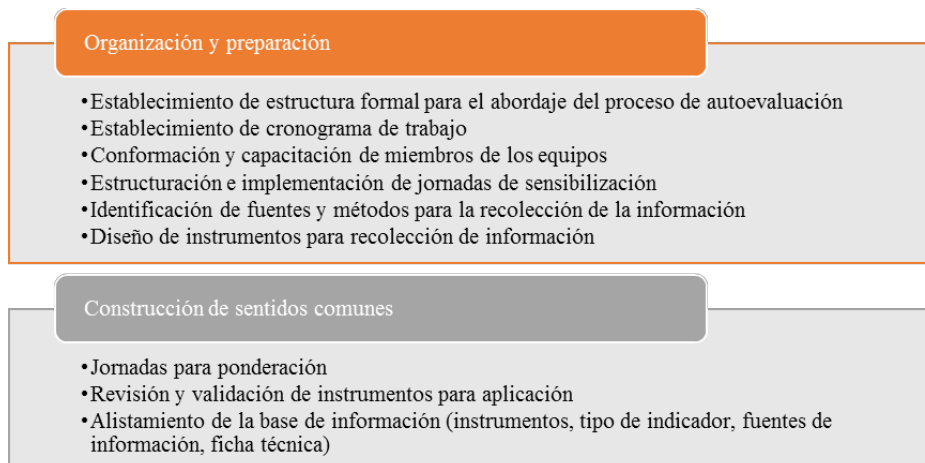 Organización y preparación
•Establecimiento de estructura formal para el abordaje del proceso de autoevaluación
•Establecimiento de cronograma de trabajo
•Conformación y capacitación de miembros de los equipos
•Estructuración e implementación de jornadas de sensibilización
•Identificación de fuentes y métodos para la recolección de la información
•Diseño de instrumentos para recolección de información
Construcción de sentidos comunes
•Jornadas para ponderación
•Revisión y validación de instrumentos para aplicación
•Alistamiento de la base de información (instrumentos, tipo de indicador, fuentes de
información, ficha técnica)